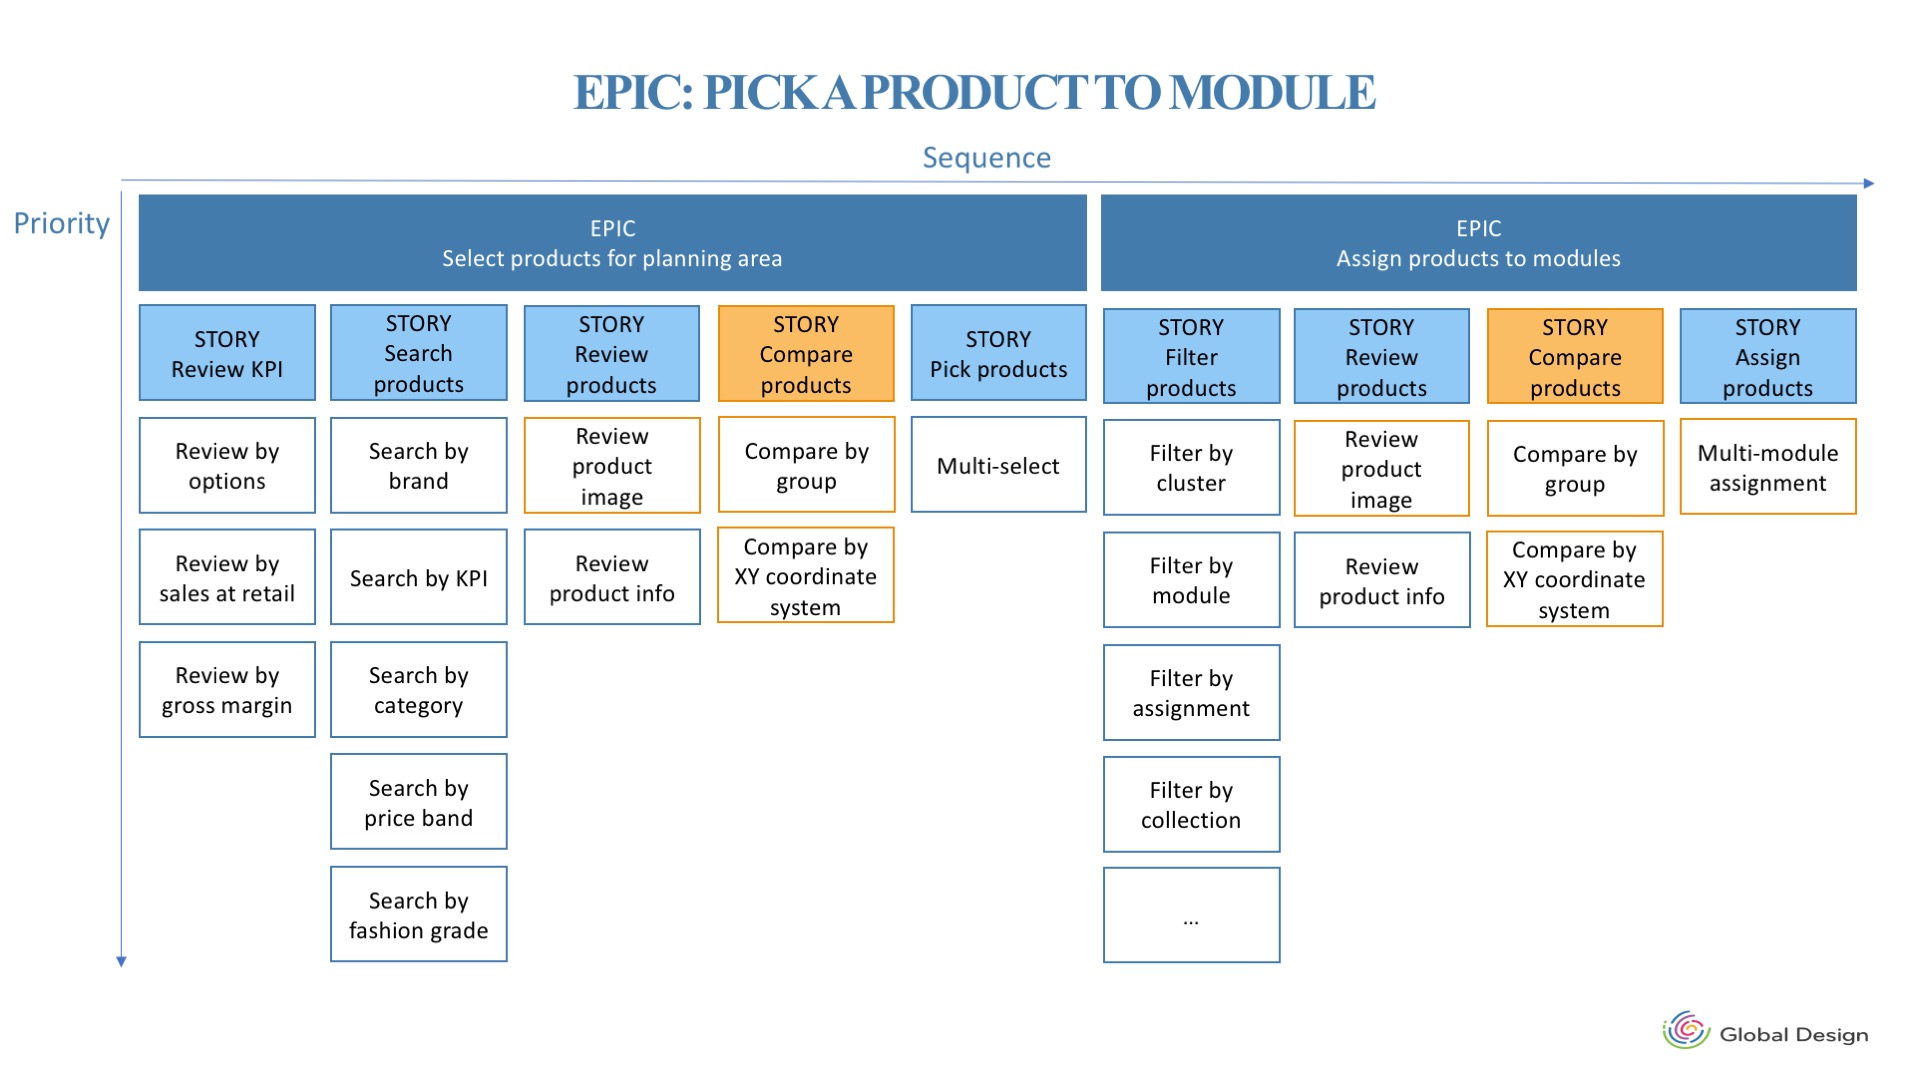 EPIC: PICK A PRODUCT TO MODULE
Sequence
Priority
EPIC
Select products for planning area
EPIC
Assign products to modules
STORY
Review KPI
STORY
Search
products
STORY
Review
products
STORY
Compare
products
STORY
Pick products
STORY
Filter
products
STORY
Review
products
STORY
Compare
products
STORY
Assign
products
Review by
options
Search by
brand
Review
product
image
Compare by
group
Multi-select
Filter by
cluster
Review
product
image
Compare by
group
Multi-module
assignment
Review by
sales at retail
Search by KPI
Review
product info
Compare by
XY coordinate
system
Filter by
module
Review
product info
Compare by
XY coordinate
system
Review by
gross margin
Search by
category
Filter by
assignment
Search by
price band
Filter by
collection
Search by
fashion grade
...
Global Design